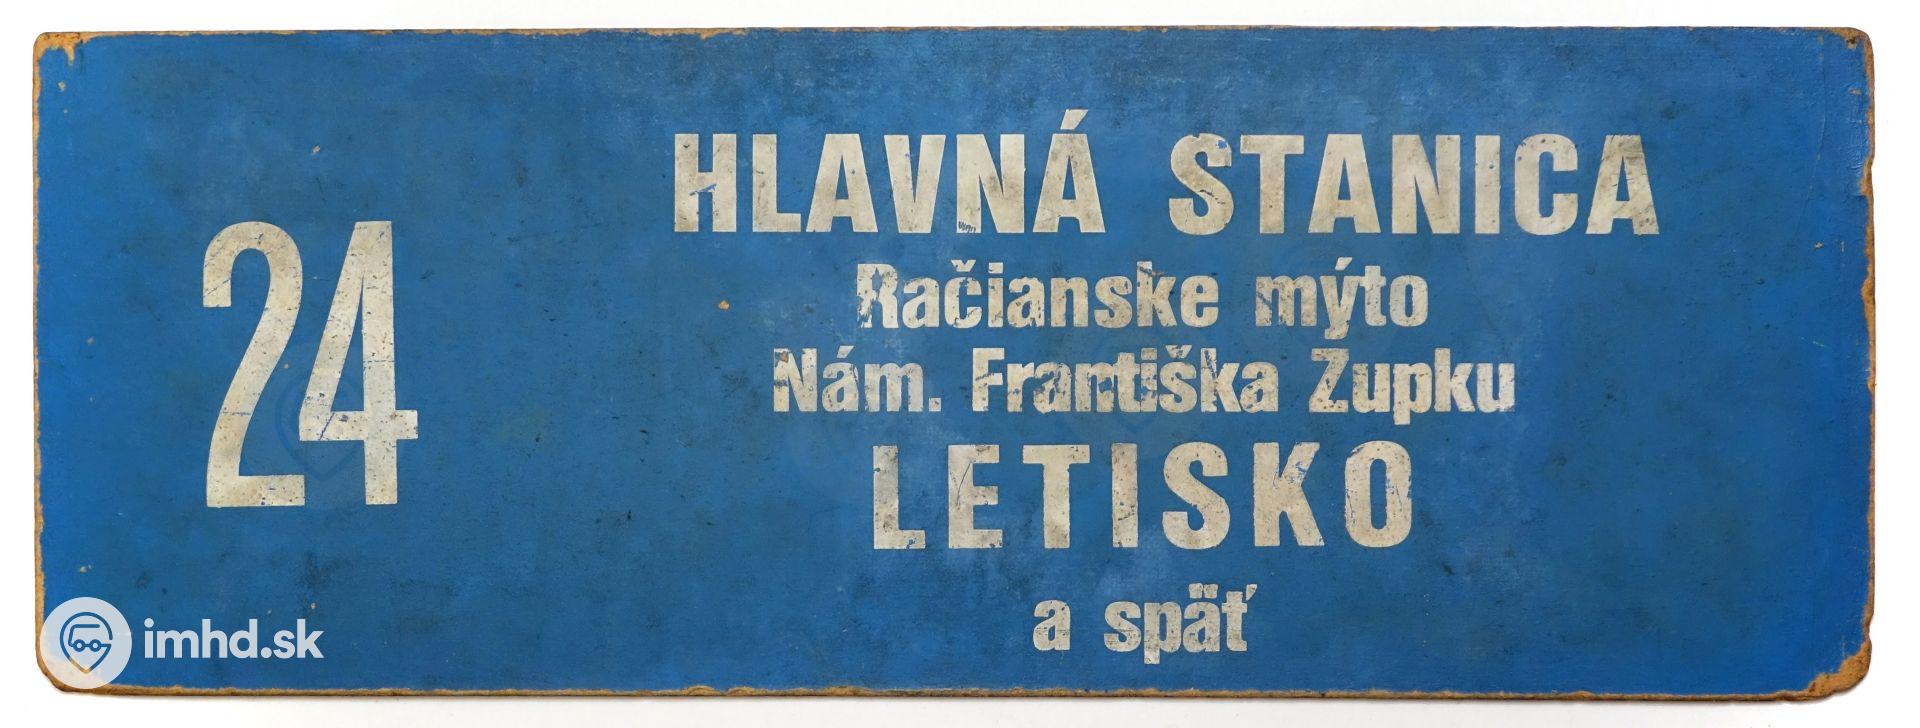 24
HLAVNÁ STANICA
Račianske mýto
Nám. Františka Zupku
LETISKO
a späť
imhd.sk